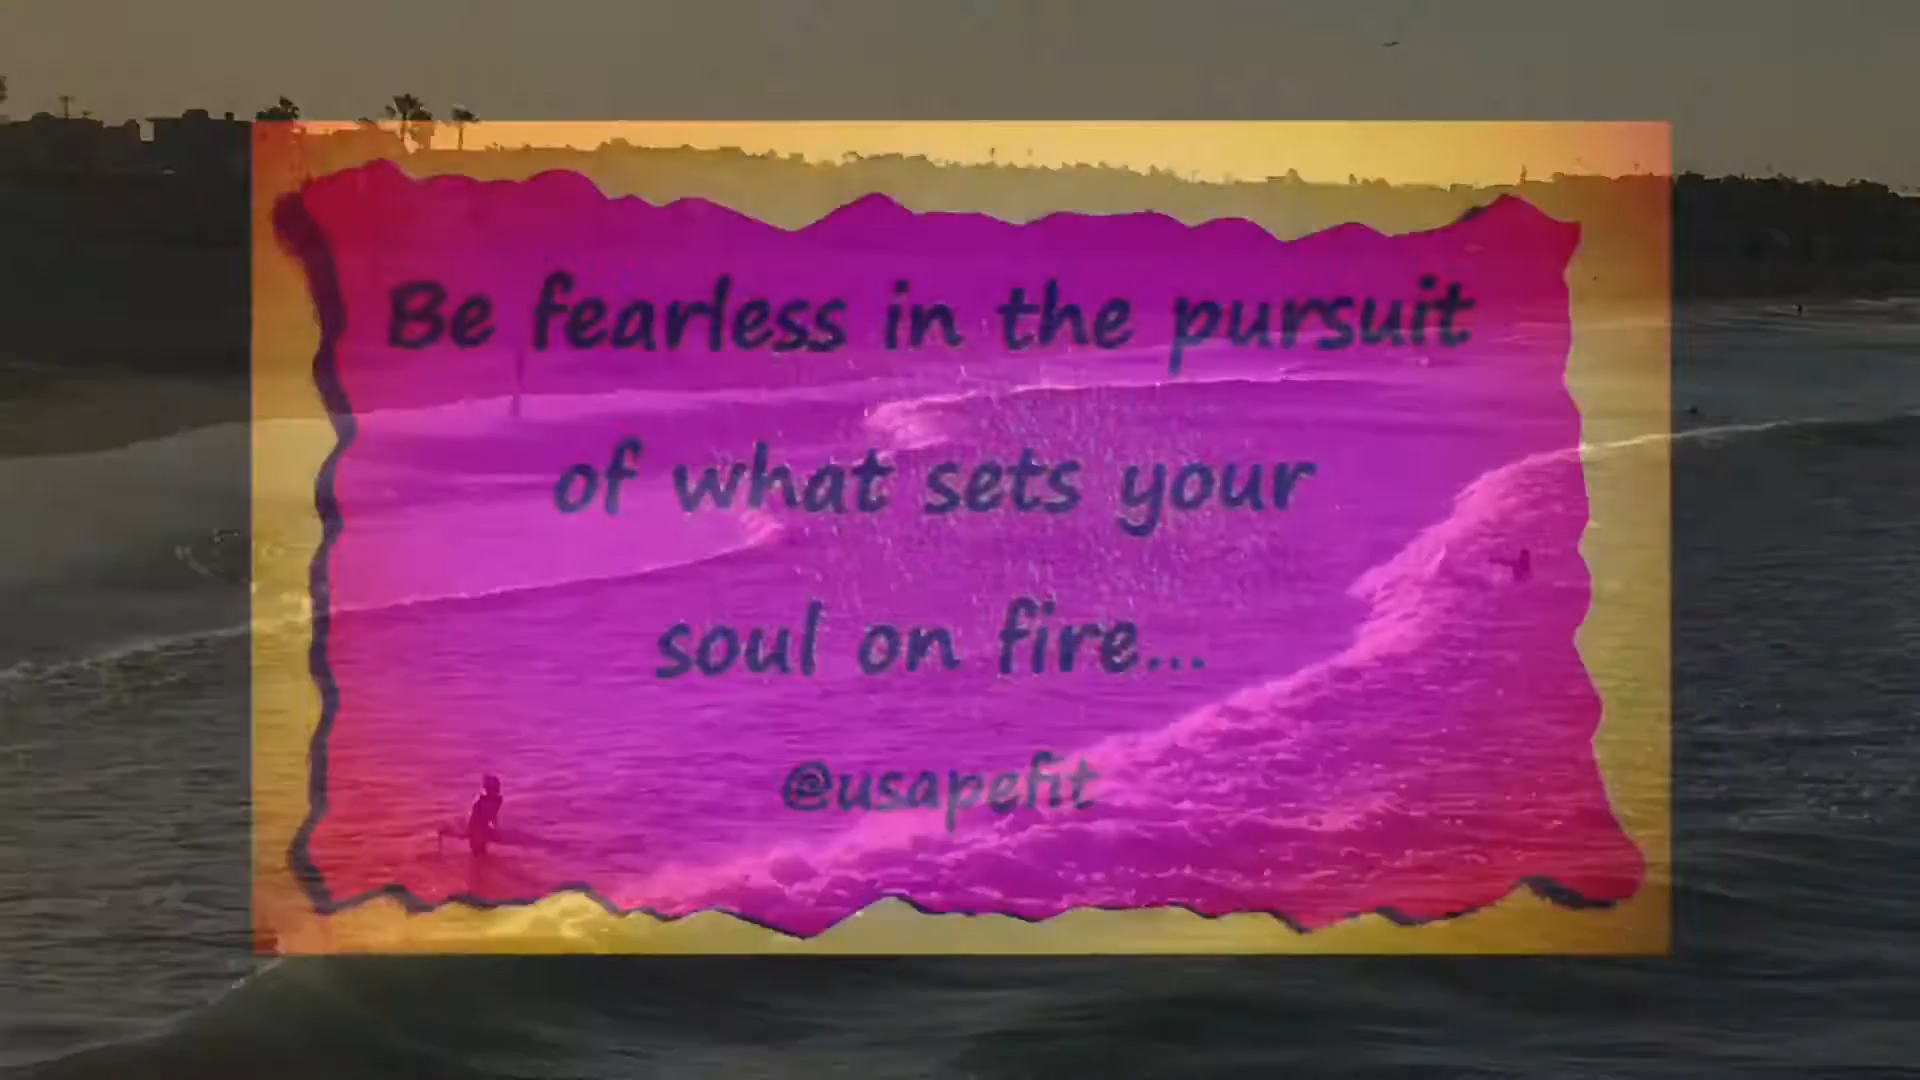 Be fearless in the pursuit
of what sets your
soul on fire...
@usapefit